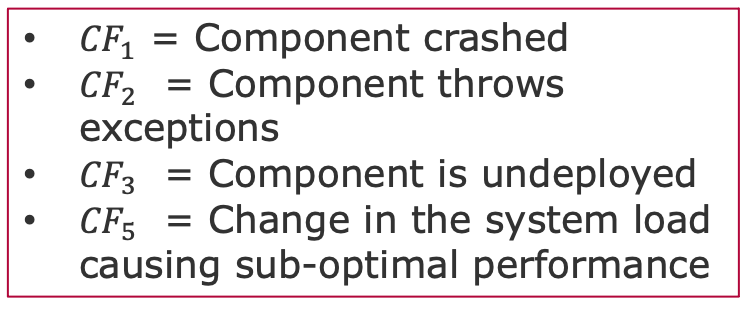 • CF₁ = Component crashed
• CF₂ = Component throws
exceptions
• CF₃ = Component is undeployed
• CF₅ = Change in the system load
causing sub-optimal performance